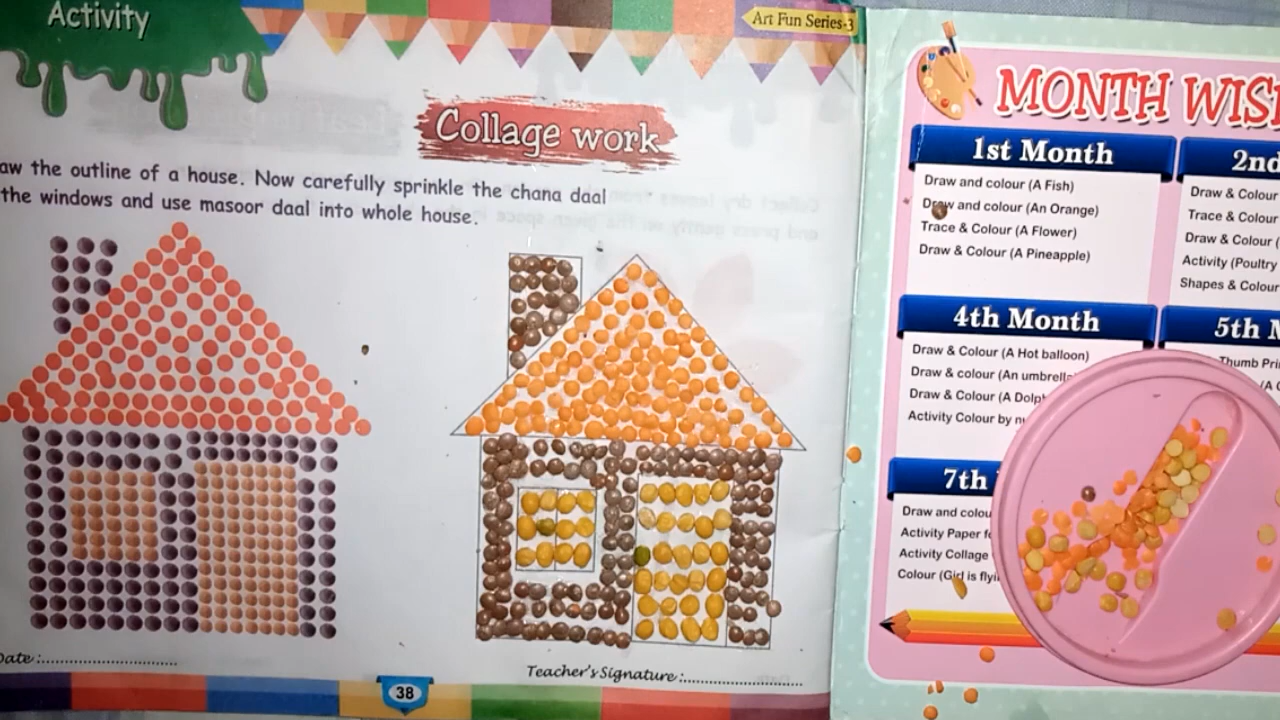 Activity
Art Fun Series-3
Collage work
aw the outline of a house. Now carefully sprinkle the chana daal
the windows and use masoor daal into whole house.
Date :
38
Teacher's Signature :
MONTH WIS
1st Month
Draw and colour (A Fish)
Draw and colour (An Orange)
Trace & Colour (A Flower)
Draw & Colour (A Pineapple)
2nd
Draw & Colour
Trace & Colour
Draw & Colour (
Activity (Poultry
Shapes & Colour
4th Month
Draw & Colour (A Hot balloon)
Draw & colour (An umbrella
Draw & Colour (A Dolp
Activity Colour by nu
5th M
Thumb Pri
(A
7th
Draw and colou
Activity Paper f
Activity Collage
Colour (Girl is flyi